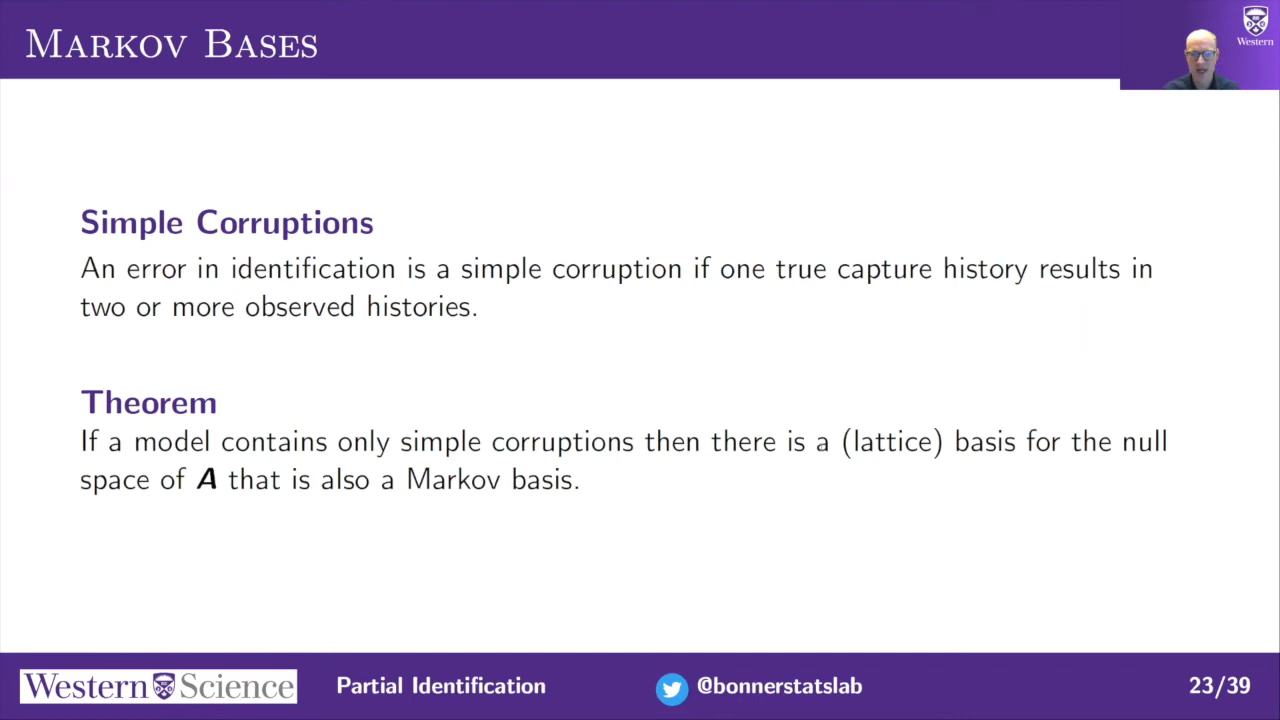 MARKOV BASES
Western
Simple Corruptions
An error in identification is a simple corruption if one true capture history results in
two or more observed histories.
Theorem
If a model contains only simple corruptions then there is a (lattice) basis for the null
space of A that is also a Markov basis.
Western Science
Partial Identification
@bonnerstatslab
23/39